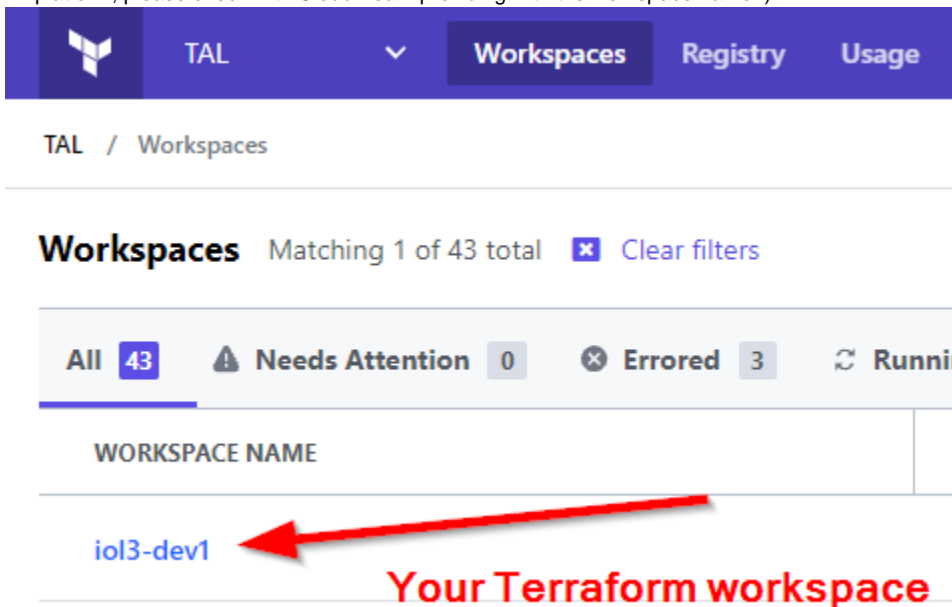 TAL Workspaces Registry Usage
TAL / Workspaces
Workspaces Matching 1 of 43 total Clear filters
All 43 Needs Attention 0 Errored 3
WORKSPACE NAME
iol3-dev1
Your Terraform workspace